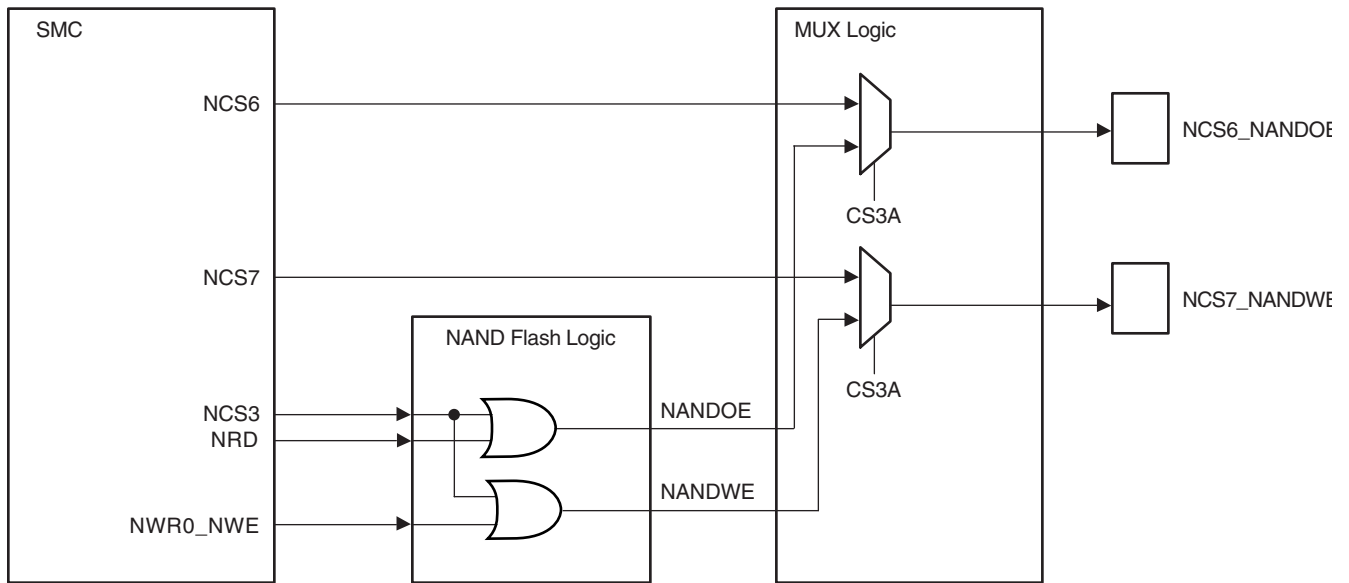 SMC
MUX Logic
NCS6
NCS6_NANDOE
CS3A
NCS7
NCS7_NANDWE
NAND Flash Logic
CS3A
NCS3
NANDOE
NRD
NANDWE
NWR0_NWE